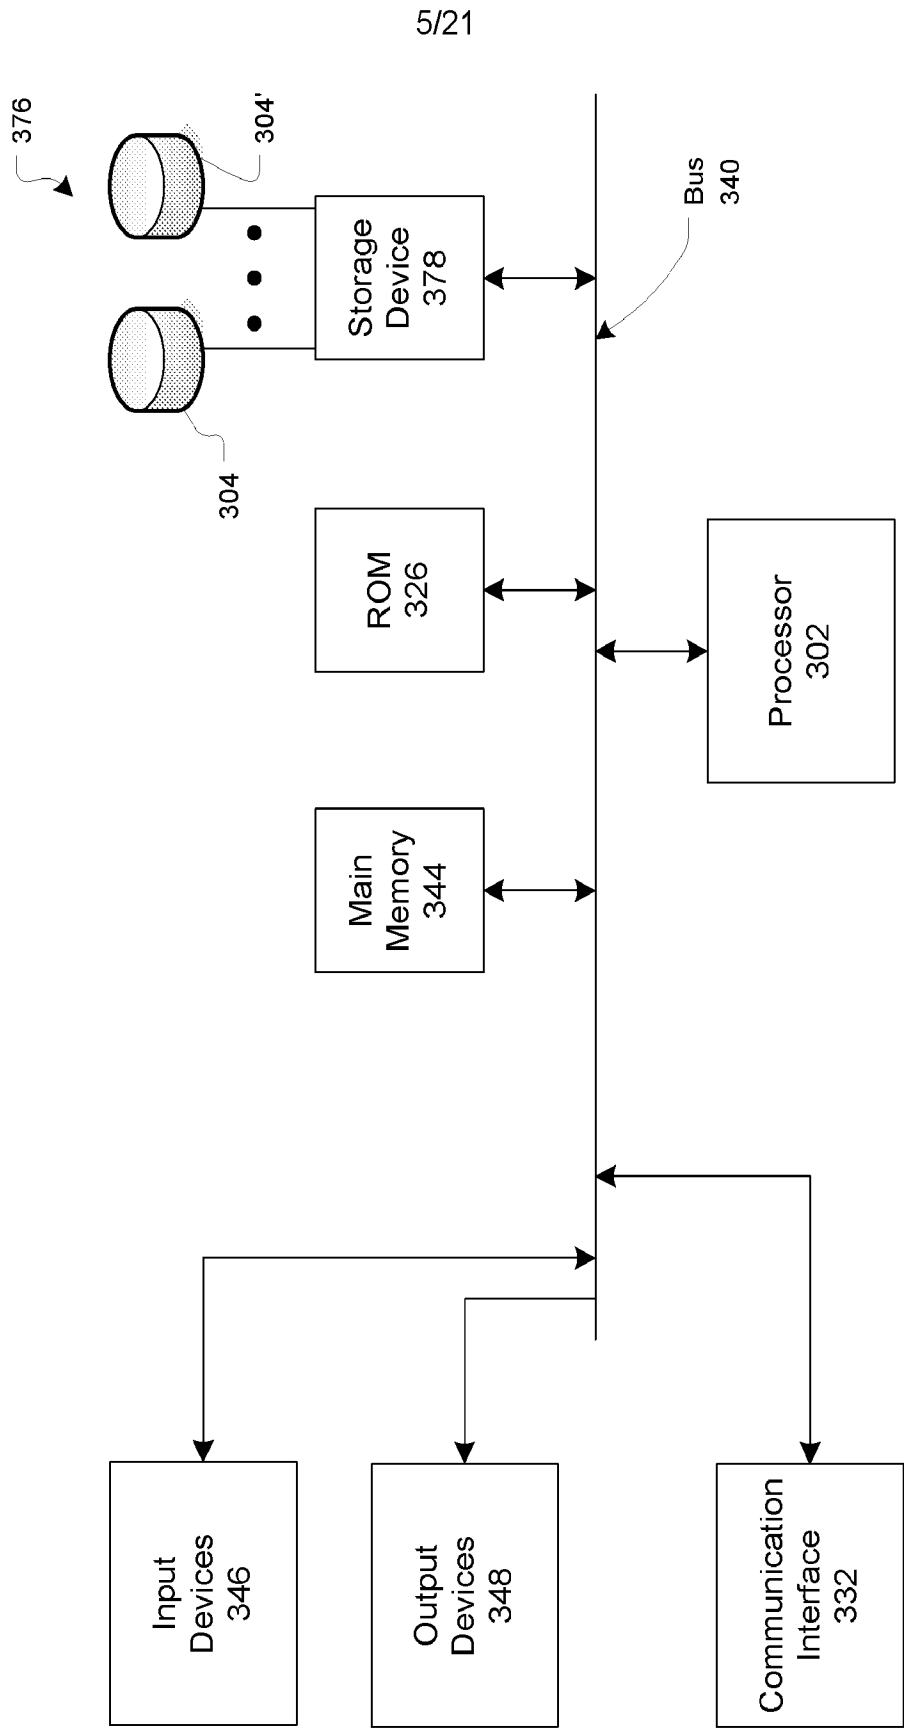 5/21
376
304'
304
Storage
Device
378
Bus
340
ROM
326
Processor
302
Main
Memory
344
Input
Devices
346
Output
Devices
348
Communication
Interface
332